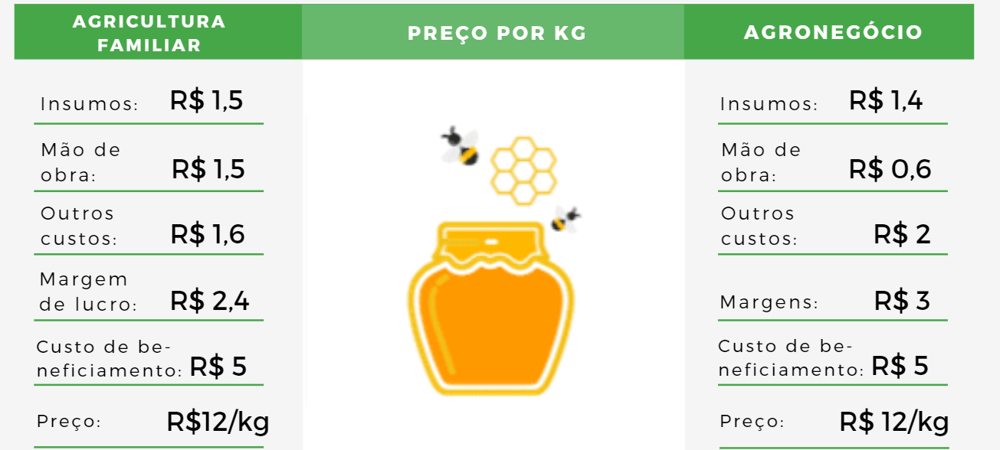 AGRICULTURA
FAMILIAR
PREÇO POR KG
AGRONEGÓCIO
Insumos: R$ 1,5
Mão de
obra: R$ 1,5
Outros
custos: R$ 1,6
Margem
de lucro: R$ 2,4
Custo de be-
neficiamento: R$ 5
Preço: R$12/kg
Insumos: R$ 1,4
Mão de
obra: R$ 0,6
Outros
custos: R$ 2
Margens: R$ 3
Custo de be-
neficiamento: R$ 5
Preço: R$ 12/kg